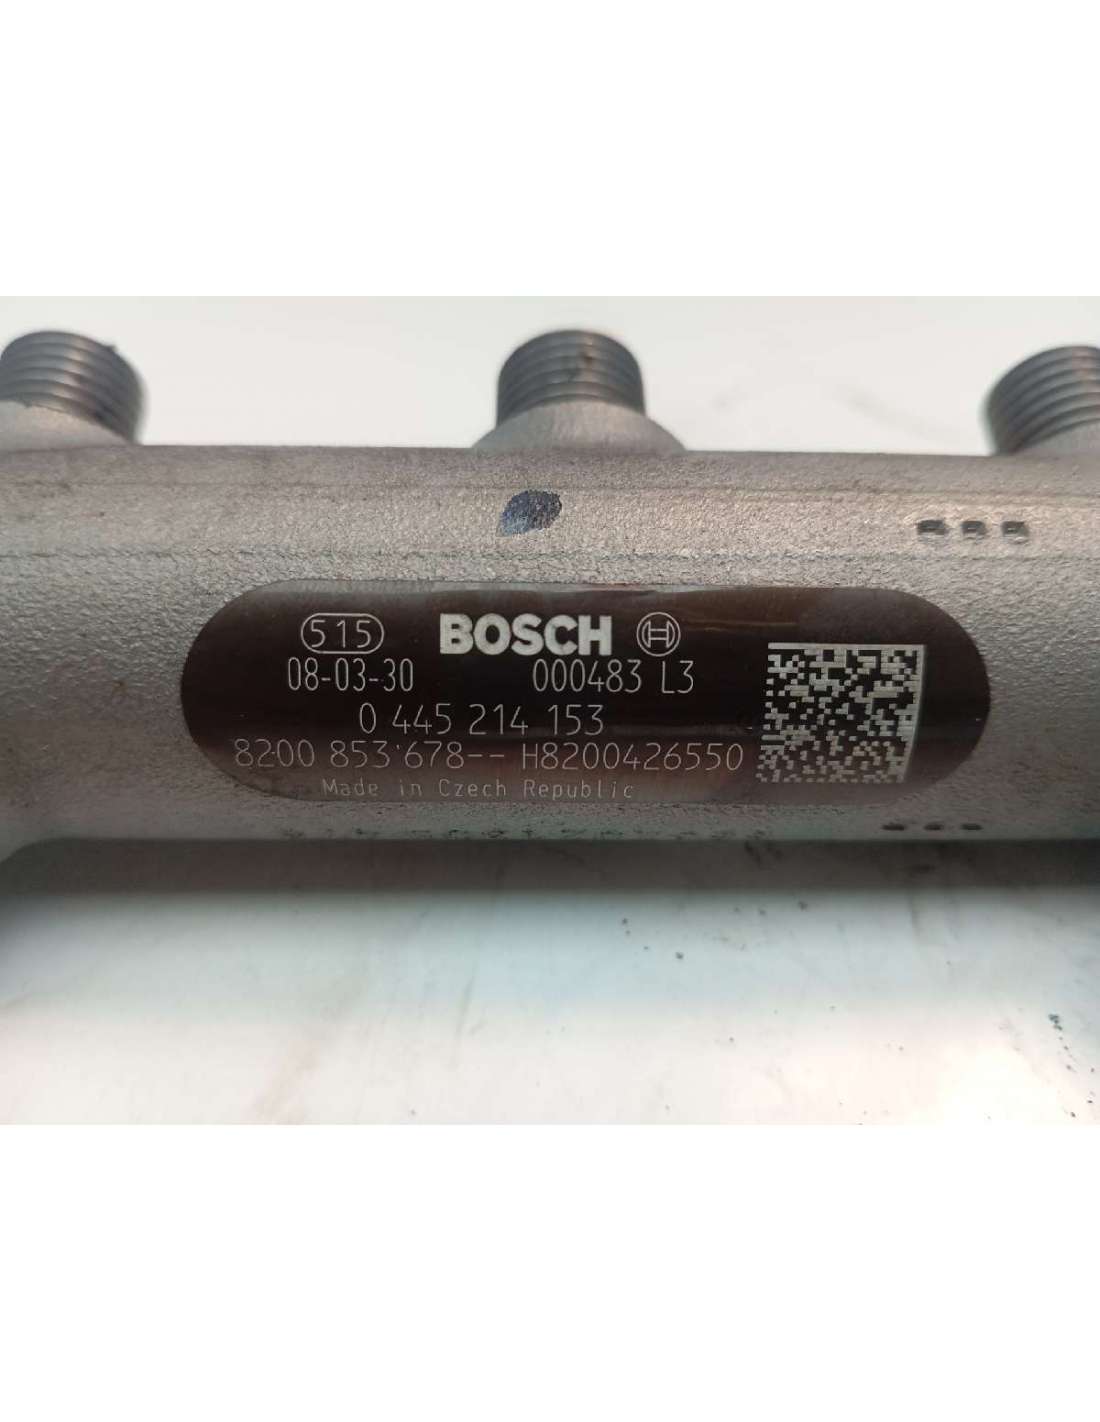 515 BOSCH
08-03-30 000483 L3
0 445 214 153
8200 853 678-- H8200426550
Made in Czech Republic